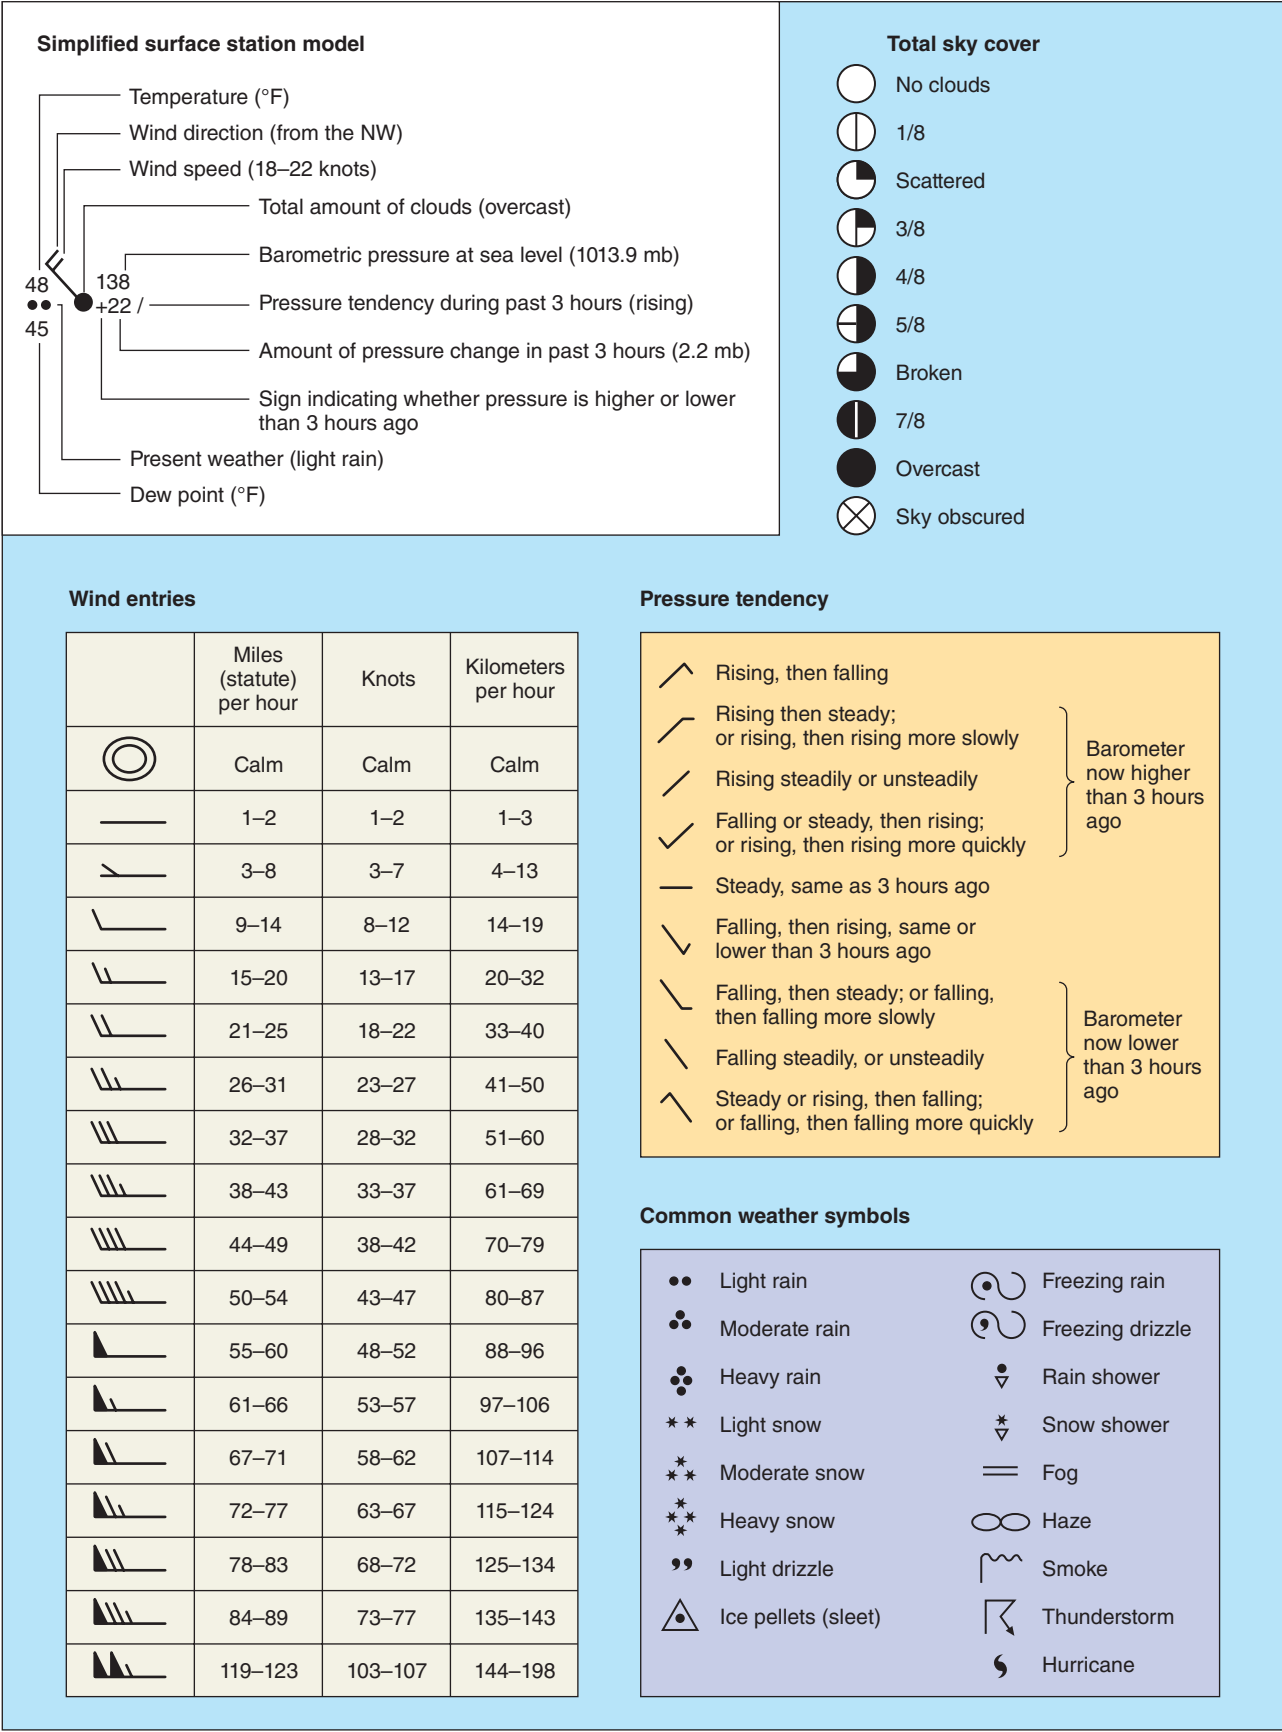 Simplified surface station model
Temperature (°F)
Wind direction (from the NW)
Wind speed (18–22 knots)
Total amount of clouds (overcast)
Barometric pressure at sea level (1013.9 mb)
Pressure tendency during past 3 hours (rising)
Amount of pressure change in past 3 hours (2.2 mb)
Sign indicating whether pressure is higher or lower
than 3 hours ago
Present weather (light rain)
Dew point (°F)
48
138
+22 /
45
Total sky cover
No clouds
1/8
Scattered
3/8
4/8
5/8
Broken
7/8
Overcast
Sky obscured
Wind entries
Miles
(statute)
per hour
Knots
Kilometers
per hour
Calm Calm Calm
1–2 1–2 1–3
3–8 3–7 4–13
9–14 8–12 14–19
15–20 13–17 20–32
21–25 18–22 33–40
26–31 23–27 41–50
32–37 28–32 51–60
38–43 33–37 61–69
44–49 38–42 70–79
50–54 43–47 80–87
55–60 48–52 88–96
61–66 53–57 97–106
67–71 58–62 107–114
72–77 63–67 115–124
78–83 68–72 125–134
84–89 73–77 135–143
119–123 103–107 144–198
Pressure tendency
Rising, then falling
Rising then steady;
or rising, then rising more slowly
Rising steadily or unsteadily
Falling or steady, then rising;
or rising, then rising more quickly
Barometer
now higher
than 3 hours
ago
Steady, same as 3 hours ago
Falling, then rising, same or
lower than 3 hours ago
Falling, then steady; or falling,
then falling more slowly
Falling steadily, or unsteadily
Steady or rising, then falling;
or falling, then falling more quickly
Barometer
now lower
than 3 hours
ago
Common weather symbols
Light rain
Moderate rain
Heavy rain
Light snow
Moderate snow
Heavy snow
Light drizzle
Ice pellets (sleet)
Freezing rain
Freezing drizzle
Rain shower
Snow shower
Fog
Haze
Smoke
Thunderstorm
Hurricane